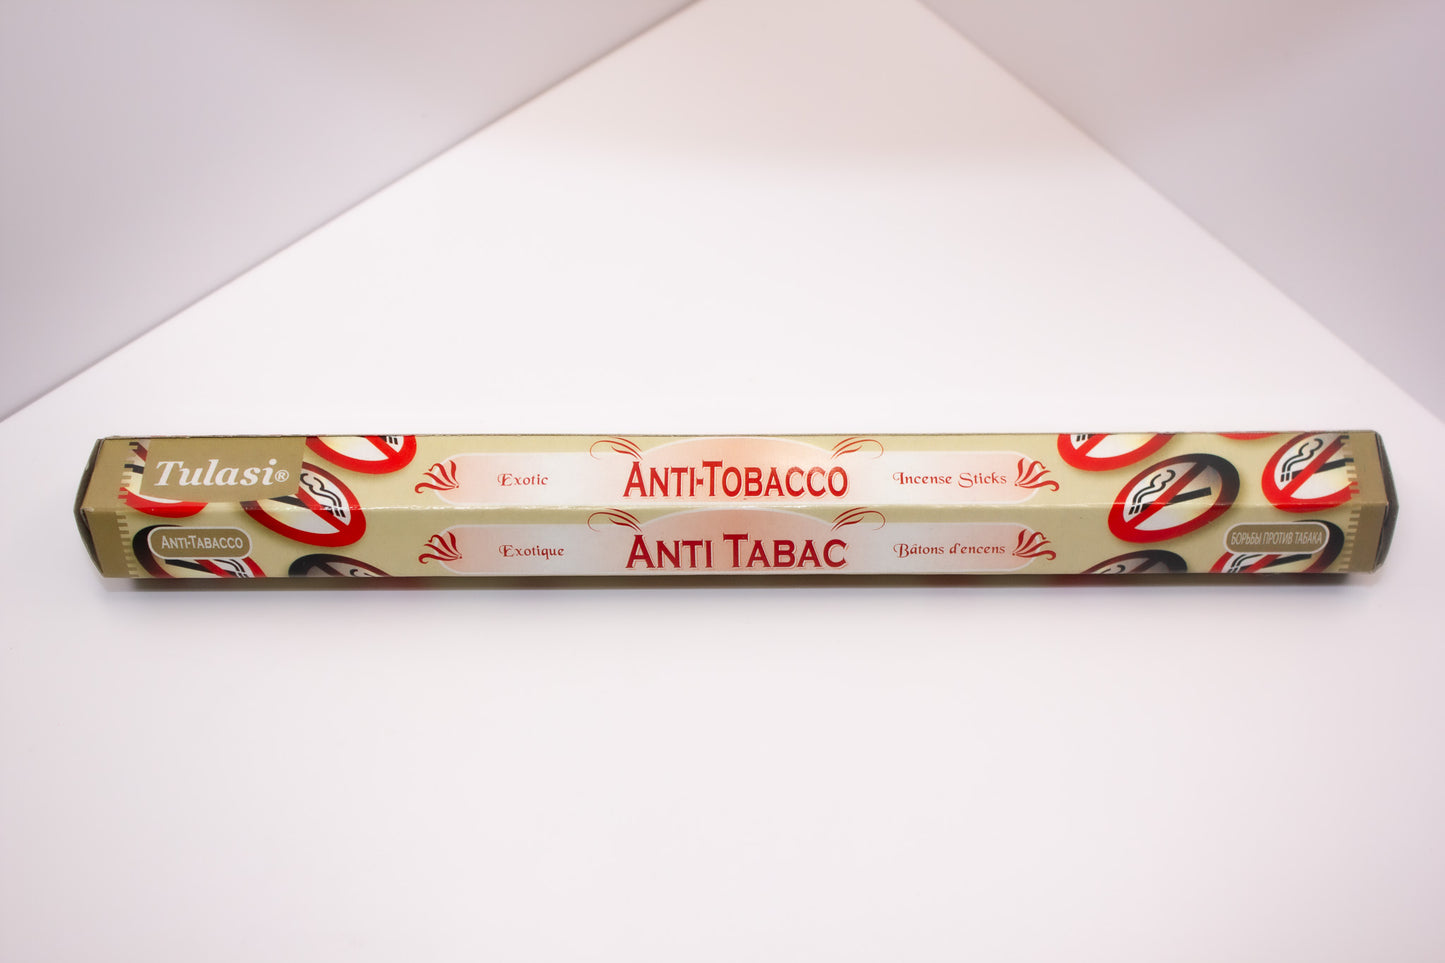 Tulasi®
Exotic ANTI-TOBACCO Incense Sticks
ANTI-TABACCO
Exotique ANTI TABAC Bâtons d'encens
БОРЬБЫ ПРОТИВ ТАБАКА